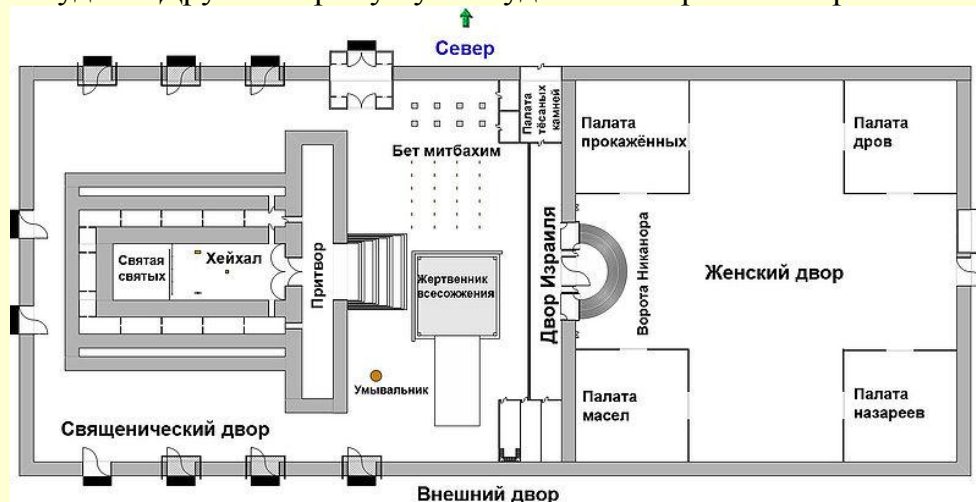 Север
Палата
тёсаных
камней
Палата
прокажённых
Палата
дров
Бет митбахим
Святая
святых
Хейхал
Притвор
Жертвенник
всесожжения
Двор Израиля
Ворота Никанора
Женский двор
Умывальник
Палата
масел
Палата
назареев
Священический двор
Внешний двор